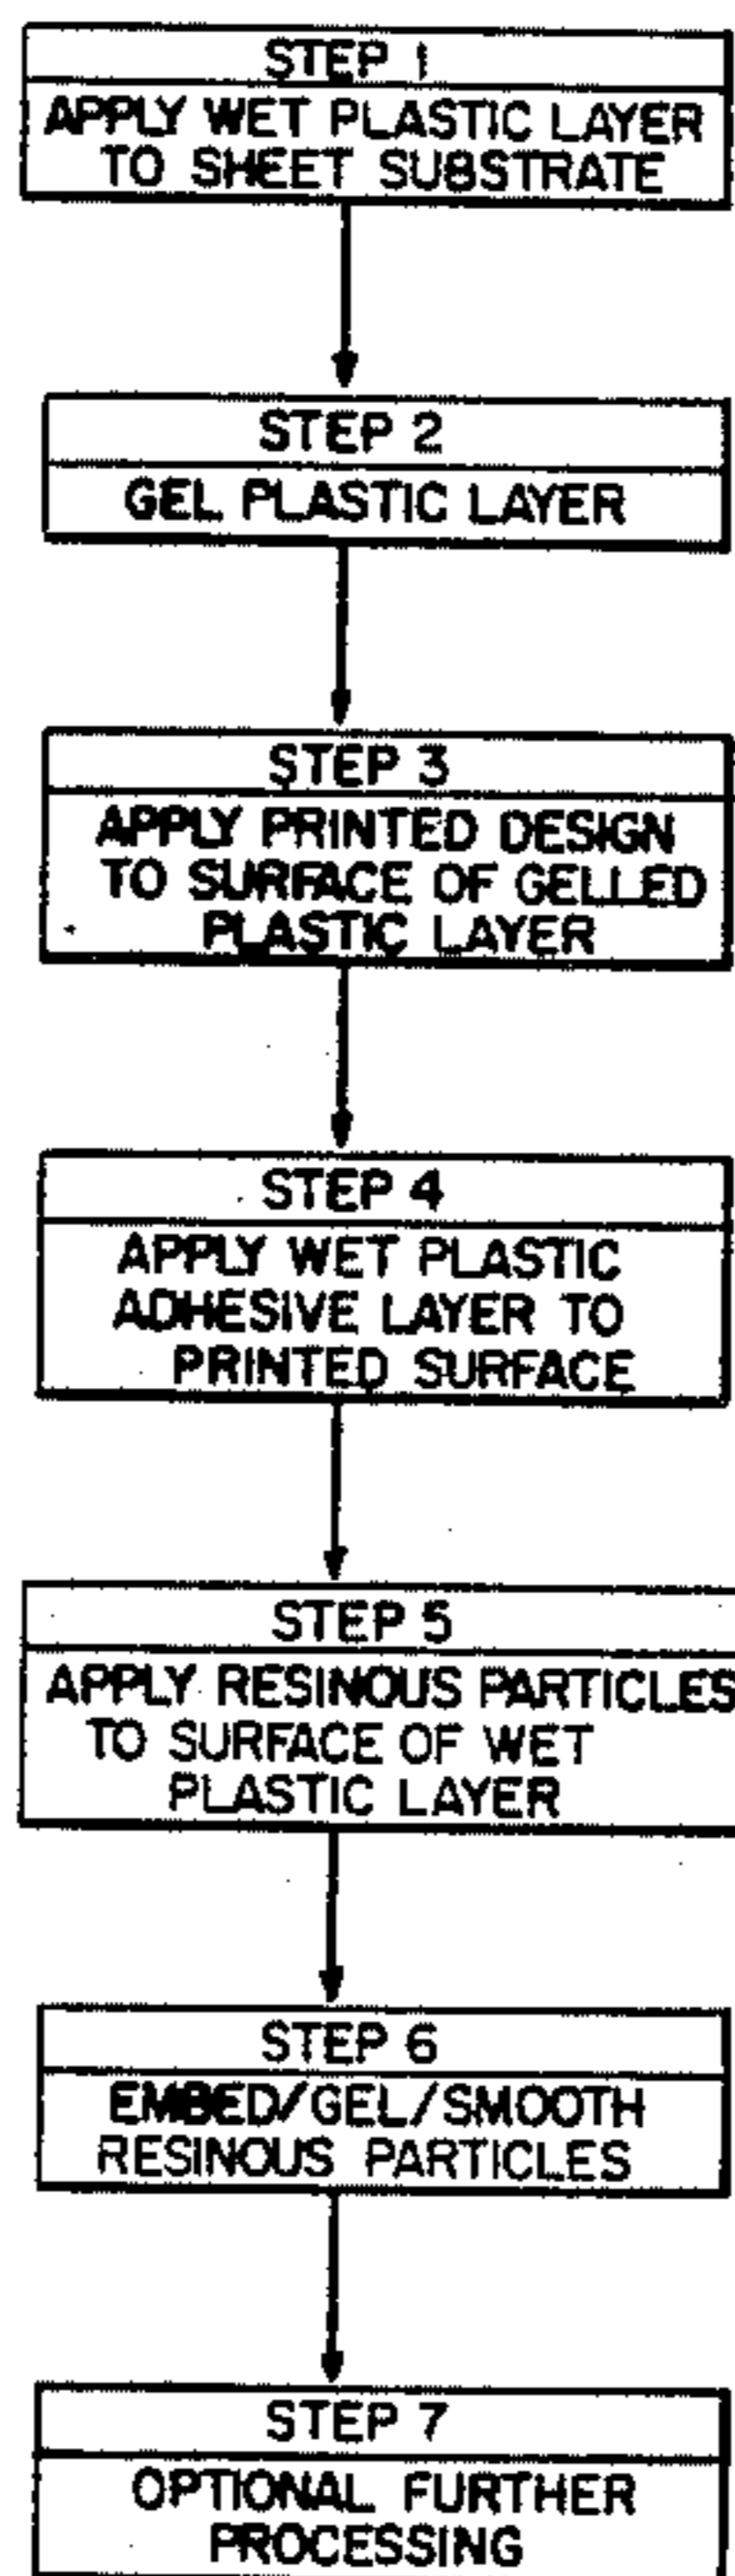 STEP 1
APPLY WET PLASTIC LAYER
TO SHEET SUBSTRATE
STEP 2
GEL PLASTIC LAYER
STEP 3
APPLY PRINTED DESIGN
TO SURFACE OF GELLED
PLASTIC LAYER
STEP 4
APPLY WET PLASTIC
ADHESIVE LAYER TO
PRINTED SURFACE
STEP 5
APPLY RESINOUS PARTICLES
TO SURFACE OF WET
PLASTIC LAYER
STEP 6
EMBED/GEL/SMOOTH
RESINOUS PARTICLES
STEP 7
OPTIONAL FURTHER
PROCESSING